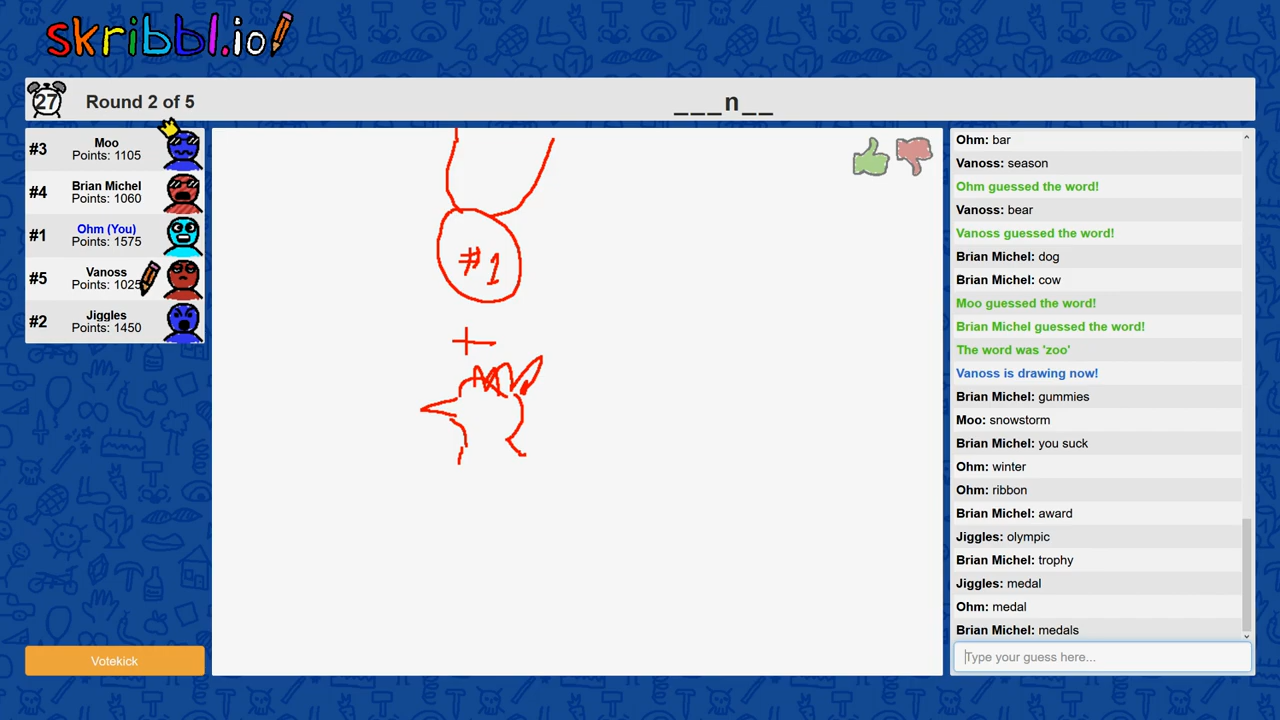 skribbl.io
27
Round 2 of 5
___n__
#3
Moo
Points: 1105
#4
Brian Michel
Points: 1060
#1
Ohm (You)
Points: 1575
#5
Vanoss
Points: 1025
#2
Jiggles
Points: 1450
Votekick
#1
+
Ohm: bar
Vanoss: season
Ohm guessed the word!
Vanoss: bear
Vanoss guessed the word!
Brian Michel: dog
Brian Michel: cow
Moo guessed the word!
Brian Michel guessed the word!
The word was 'zoo'
Vanoss is drawing now!
Brian Michel: gummies
Moo: snowstorm
Brian Michel: you suck
Ohm: winter
Ohm: ribbon
Brian Michel: award
Jiggles: olympic
Brian Michel: trophy
Jiggles: medal
Ohm: medal
Brian Michel: medals
Type your guess here...